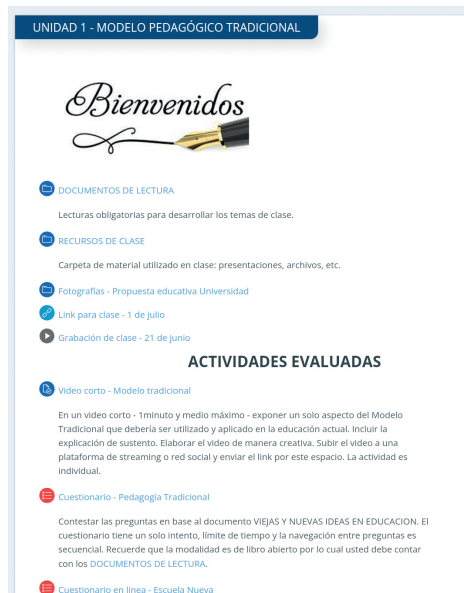 UNIDAD 1 - MODELO PEDAGÓGICO TRADICIONAL
Bienvenidos
DOCUMENTOS DE LECTURA
Lecturas obligatorias para desarrollar los temas de clase.
RECURSOS DE CLASE
Carpeta de material utilizado en clase: presentaciones, archivos, etc.
Fotografías - Propuesta educativa Universidad
Link para clase - 1 de julio
Grabación de clase - 21 de junio
ACTIVIDADES EVALUADAS
Video corto - Modelo tradicional
En un video corto - 1minuto y medio máximo - exponer un solo aspecto del Modelo
Tradicional que debería ser utilizado y aplicado en la educación actual. Incluir la
explicación de sustento. Elaborar el video de manera creativa. Subir el video a una
plataforma de streaming o red social y enviar el link por este espacio. La actividad es
individual.
Cuestionario - Pedagogía Tradicional
Contestar las preguntas en base al documento VIEJAS Y NUEVAS IDEAS EN EDUCACION. El
cuestionario tiene un solo intento, límite de tiempo y la navegación entre preguntas es
secuencial. Recuerde que la modalidad es de libro abierto por lo cual usted debe contar
con los DOCUMENTOS DE LECTURA.
Cuestionario en línea - Escuela Nueva